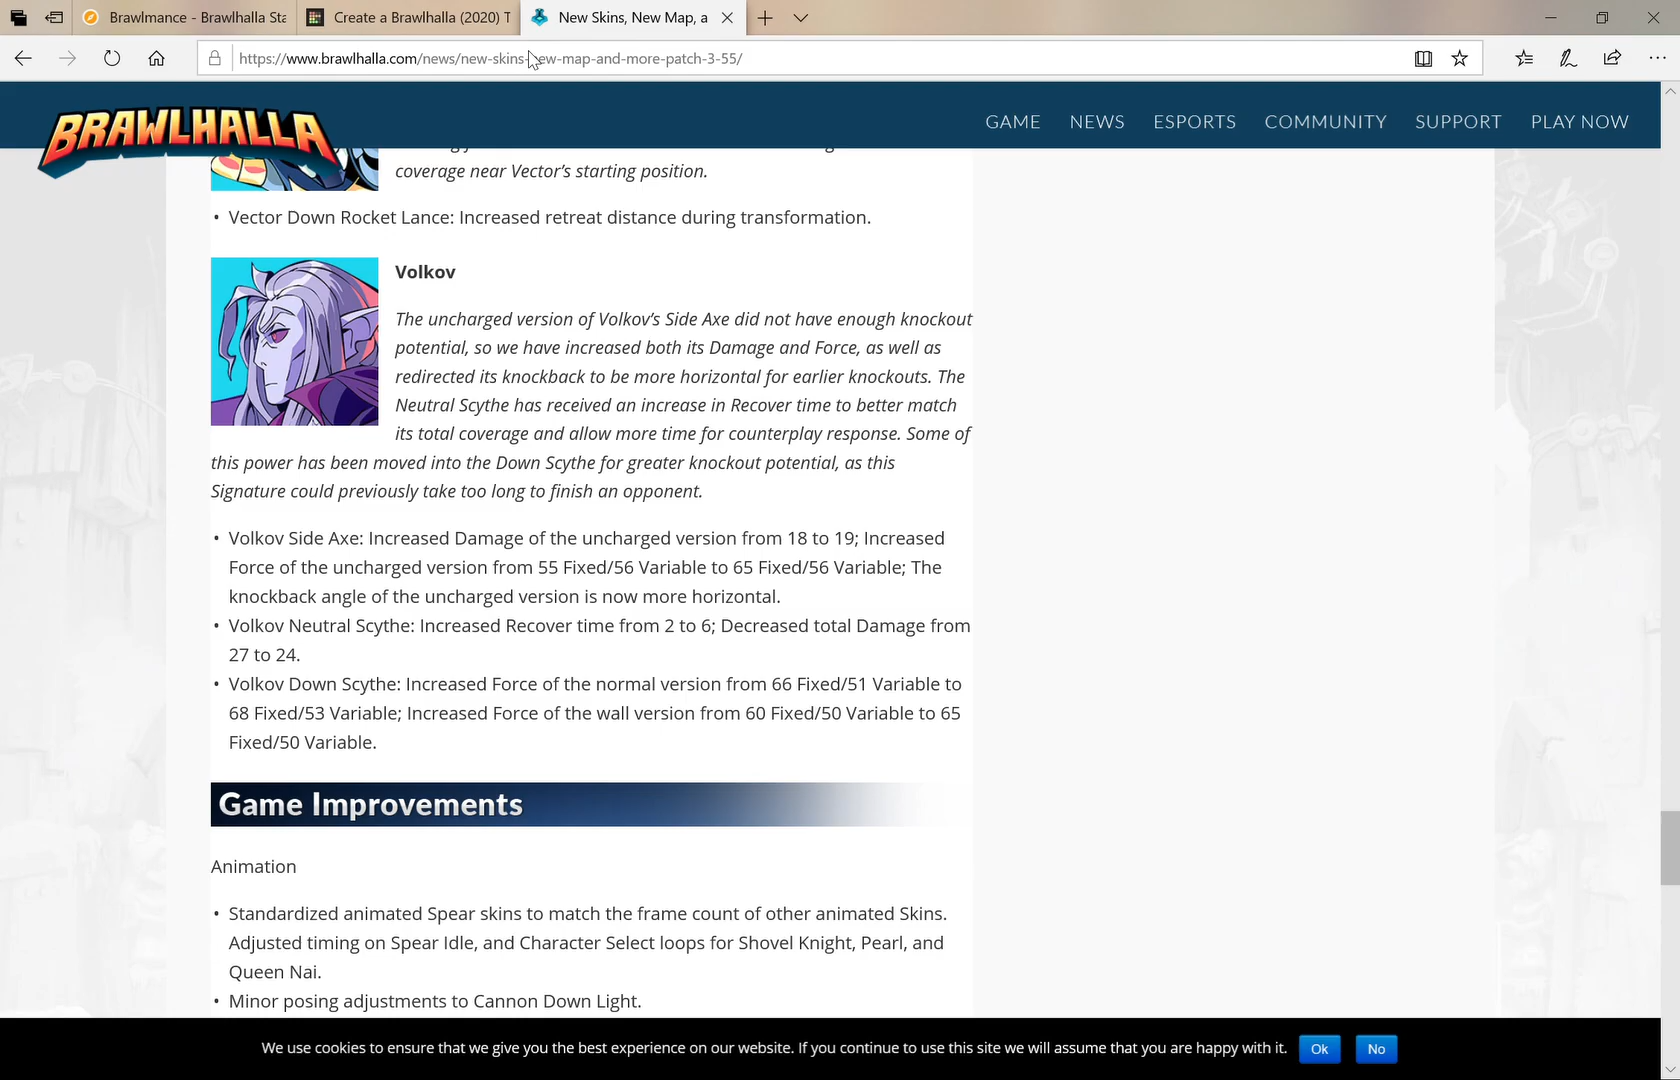 Brawlmance - Brawlhalla Sta
Create a Brawlhalla (2020) T
New Skins, New Map, a
https://www.brawlhalla.com/news/new-skins-new-map-and-more-patch-3-55/
BRAWLHALLA
GAME NEWS ESPORTS COMMUNITY SUPPORT PLAY NOW
coverage near Vector's starting position.
• Vector Down Rocket Lance: Increased retreat distance during transformation.
Volkov
The uncharged version of Volkov's Side Axe did not have enough knockout
potential, so we have increased both its Damage and Force, as well as
redirected its knockback to be more horizontal for earlier knockouts. The
Neutral Scythe has received an increase in Recover time to better match
its total coverage and allow more time for counterplay response. Some of
this power has been moved into the Down Scythe for greater knockout potential, as this
Signature could previously take too long to finish an opponent.
• Volkov Side Axe: Increased Damage of the uncharged version from 18 to 19; Increased
Force of the uncharged version from 55 Fixed/56 Variable to 65 Fixed/56 Variable; The
knockback angle of the uncharged version is now more horizontal.
• Volkov Neutral Scythe: Increased Recover time from 2 to 6; Decreased total Damage from
27 to 24.
• Volkov Down Scythe: Increased Force of the normal version from 66 Fixed/51 Variable to
68 Fixed/53 Variable; Increased Force of the wall version from 60 Fixed/50 Variable to 65
Fixed/50 Variable.
Game Improvements
Animation
• Standardized animated Spear skins to match the frame count of other animated Skins.
Adjusted timing on Spear Idle, and Character Select loops for Shovel Knight, Pearl, and
Queen Nai.
• Minor posing adjustments to Cannon Down Light.
We use cookies to ensure that we give you the best experience on our website. If you continue to use this site we will assume that you are happy with it. Ok No